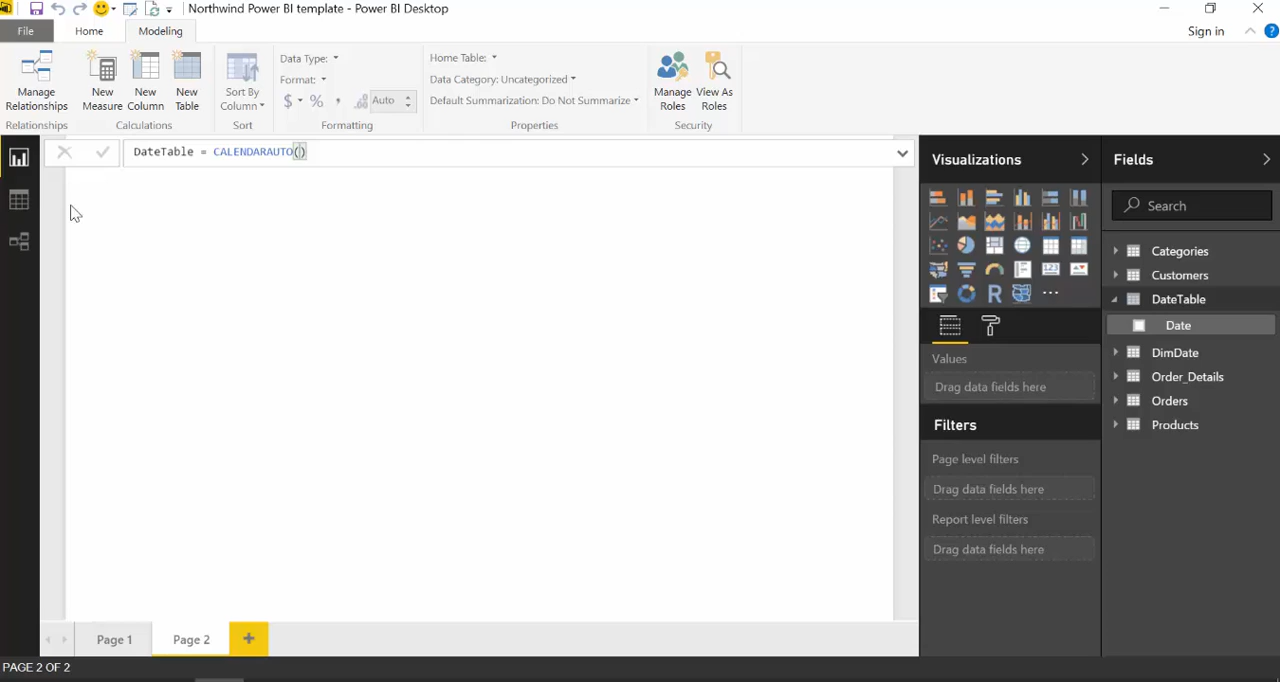 Northwind Power BI template - Power BI Desktop
File
Home
Modeling
Sign in
Manage
Relationships
New
Measure
New
Column
New
Table
Sort By
Column
Data Type:
Format:
$ % , Auto
Home Table:
Data Category: Uncategorized
Default Summarization: Do Not Summarize
Manage
Roles
View As
Roles
Relationships
Calculations
Sort
Formatting
Properties
Security
DateTable = CALENDARAUTO()
Visualizations
R
Values
Drag data fields here
Filters
Page level filters
Drag data fields here
Report level filters
Drag data fields here
Fields
Search
Categories
Customers
DateTable
Date
DimDate
Order_Details
Orders
Products
Page 1
Page 2
PAGE 2 OF 2